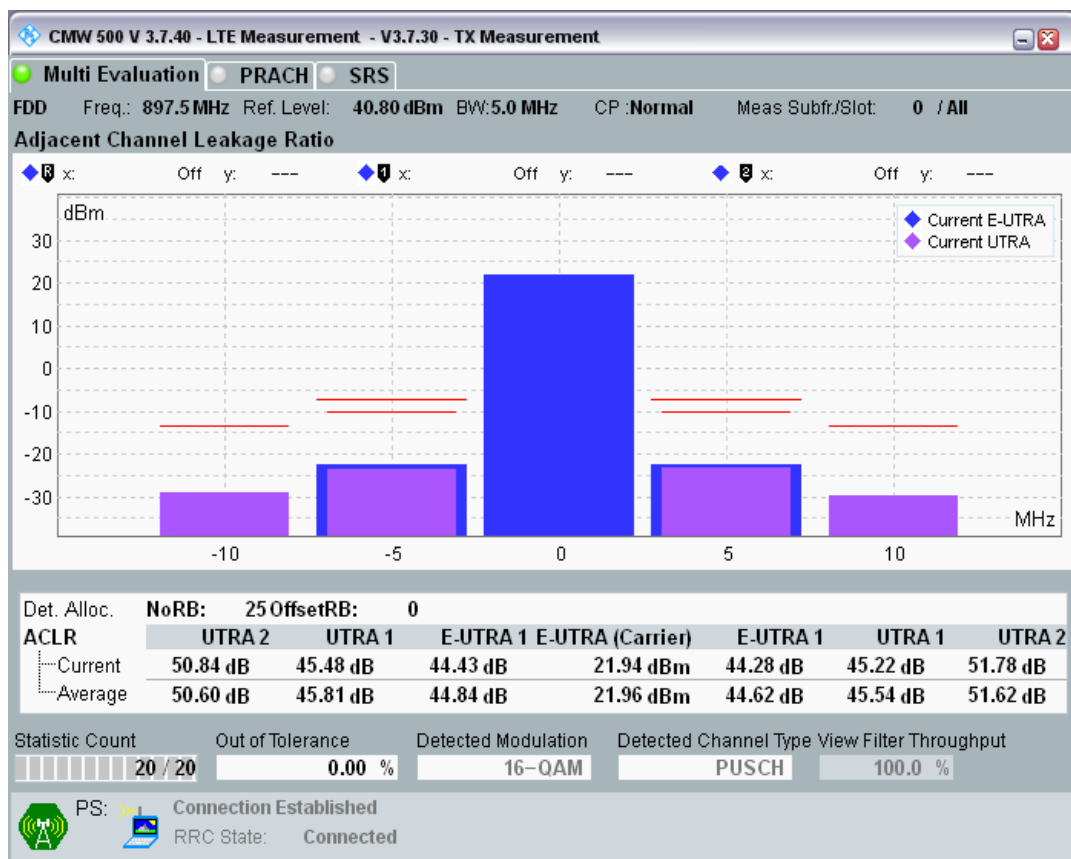 CMW 500 V 3.7.40 - LTE Measurement - V3.7.30 - TX Measurement
Multi Evaluation PRACH SRS
FDD Freq.: 897.5 MHz Ref. Level: 40.80 dBm BW:5.0 MHz CP :Normal Meas Subfr./Slot: 0 / All
Adjacent Channel Leakage Ratio
R x: Off y: --- 1 x: Off y: --- 2 x: Off y: ---
dBm
Current E-UTRA
Current UTRA
30
20
10
0
-10
-20
-30
MHz
-10 -5 0 5 10
Det. Alloc. NoRB: 25 OffsetRB: 0
ACLR UTRA 2 UTRA 1 E-UTRA 1 E-UTRA (Carrier) E-UTRA 1 UTRA 1 UTRA 2
Current 50.84 dB 45.48 dB 44.43 dB 21.94 dBm 44.28 dB 45.22 dB 51.78 dB
Average 50.60 dB 45.81 dB 44.84 dB 21.96 dBm 44.62 dB 45.54 dB 51.62 dB
Statistic Count Out of Tolerance Detected Modulation Detected Channel Type View Filter Throughput
20 / 20 0.00 % 16-QAM PUSCH 100.0 %
PS: Connection Established
RRC State: Connected